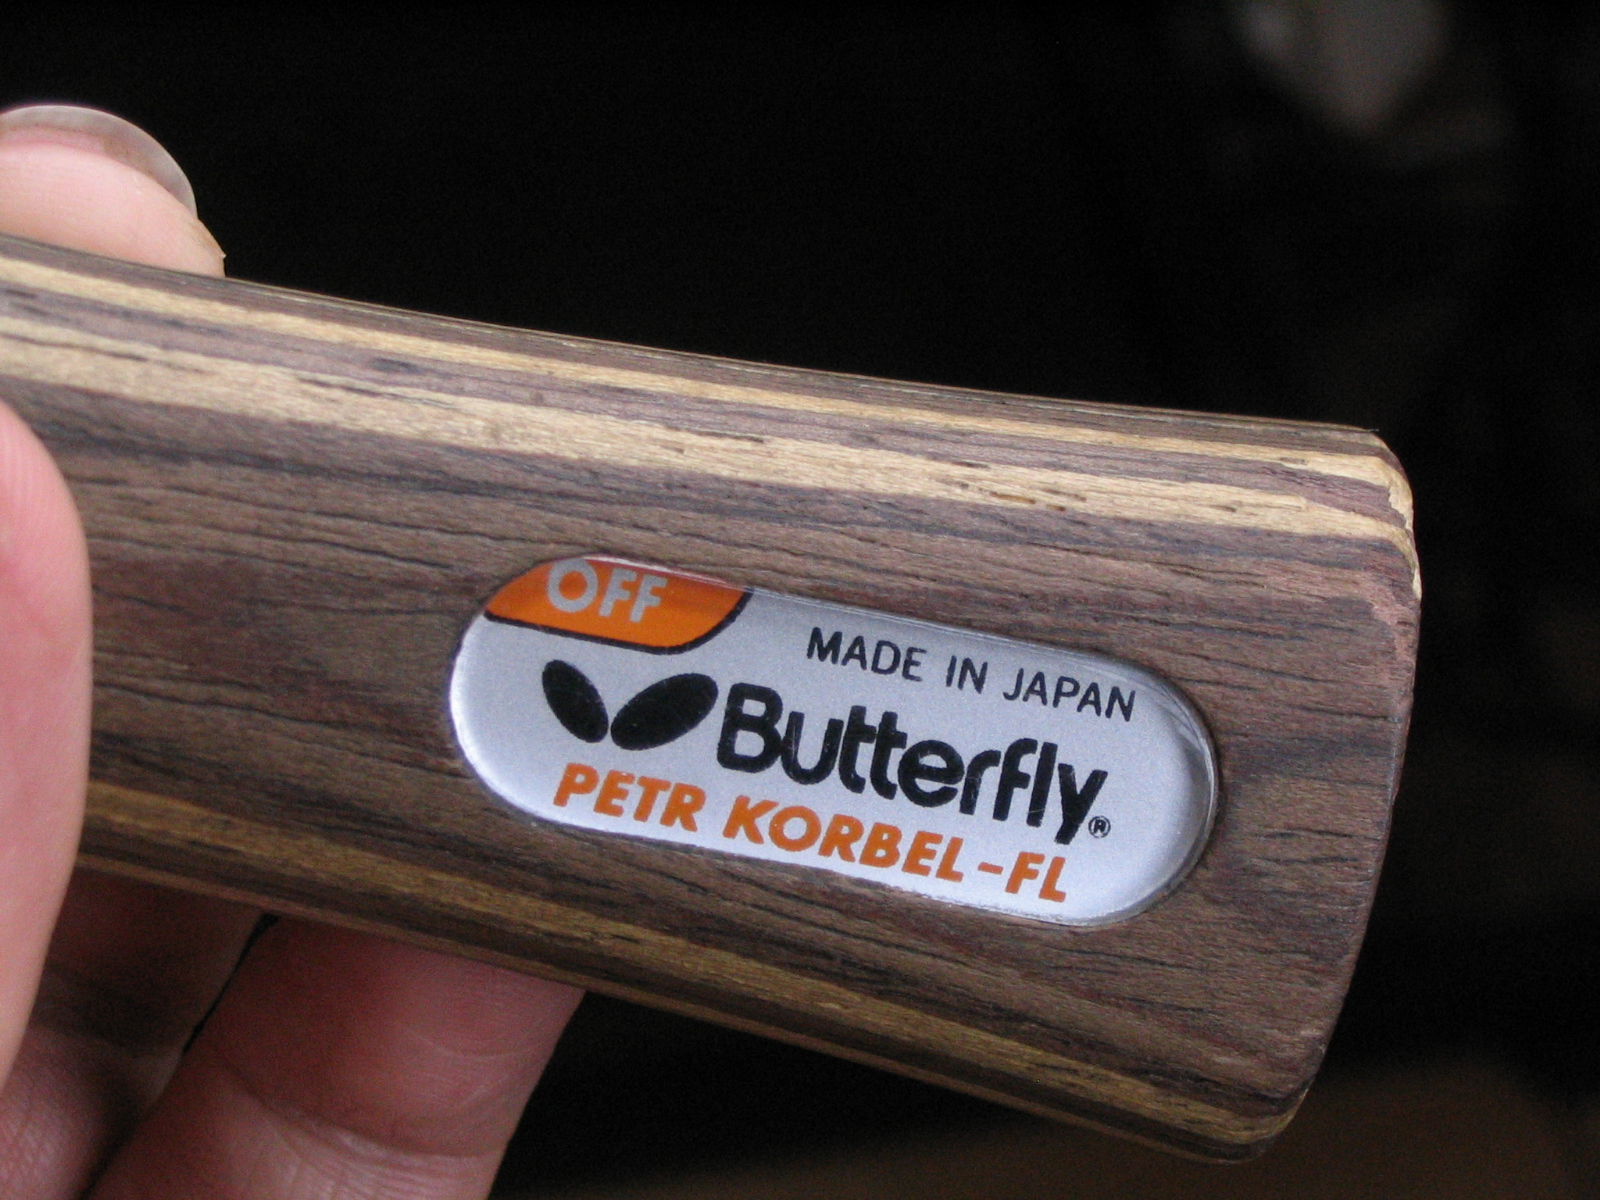 OFF
MADE IN JAPAN
Butterfly®
PETR KORBEL-FL